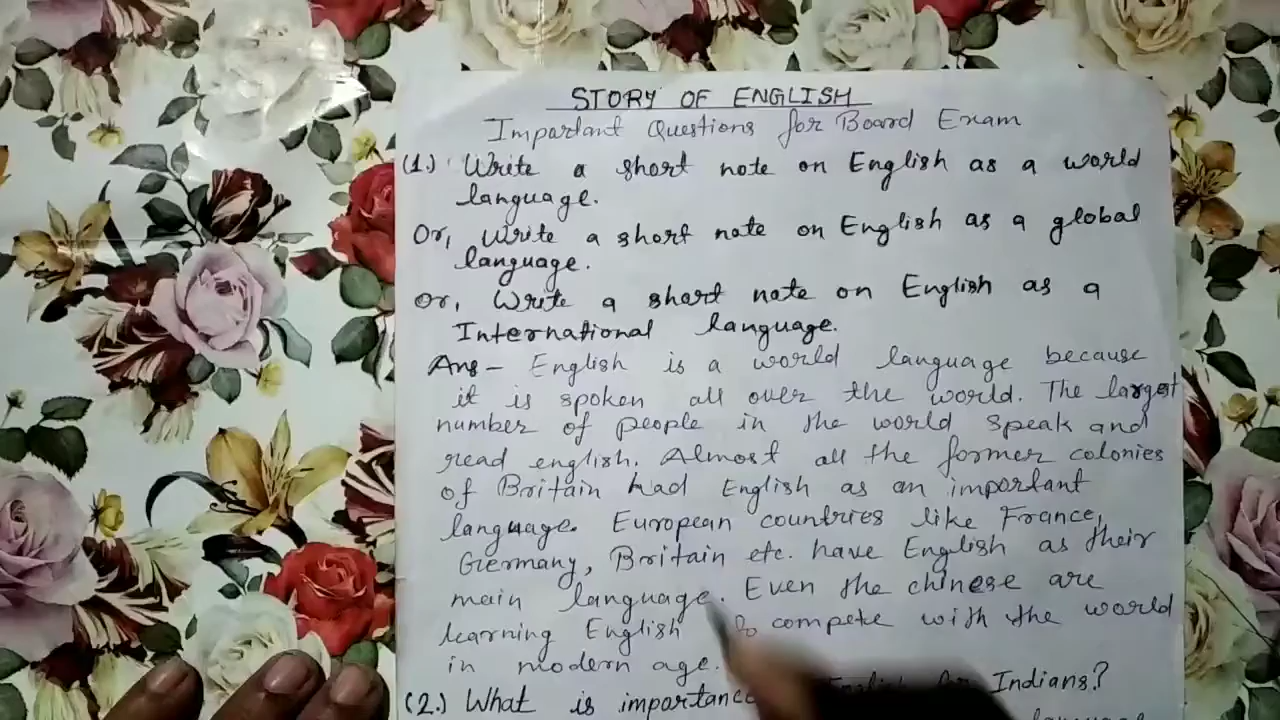 STORY OF ENGLISH
Important Questions for Board Exam
(1.) Write a short note on English as a world
language.
Or, Write a short note on English as a global
language.
Or, Write a short note on English as a
International language.
Ans - English is a world language because
it is spoken all over the world. The largest
number of people in the world speak and
read english. Almost all the former colonies
of Britain had English as an important
language. European countries like France,
Germany, Britain etc. have English as their
main language. Even the chinese are
learning English to compete with the world
in modern age.
(2.) What is importance English for Indians?
language